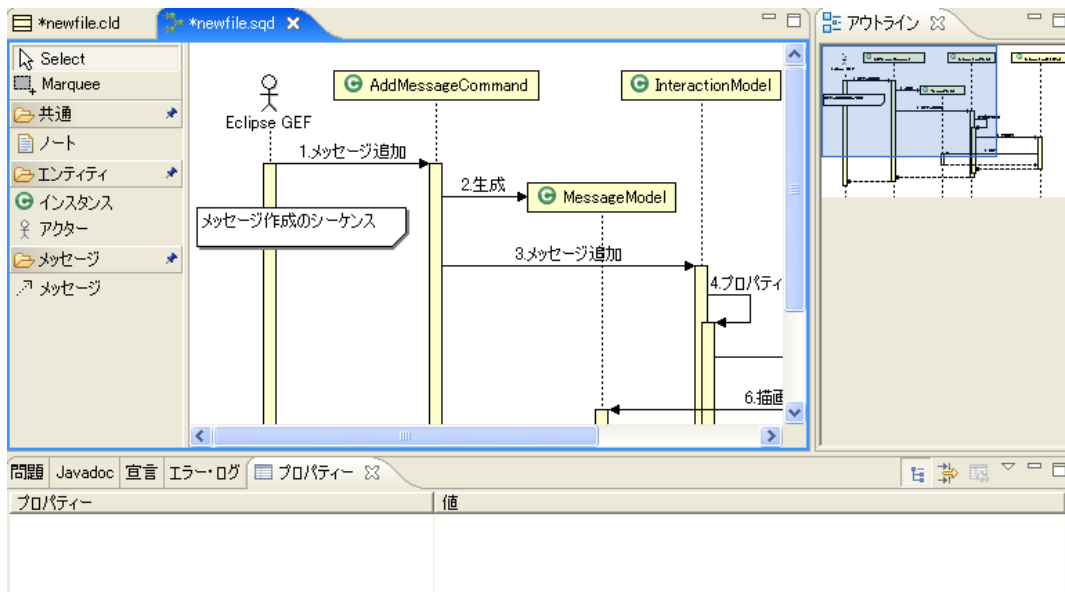 *newfile.cld
*newfile.sqd
アウトライン
Select
Marquee
共通
ノート
エンティティ
インスタンス
アクター
メッセージ
メッセージ
Eclipse GEF
AddMessageCommand
InteractionModel
1.メッセージ追加
2.生成
MessageModel
メッセージ作成のシーケンス
3.メッセージ追加
4.プロパティ
6.描画
問題 Javadoc 宣言 エラー・ログ プロパティー
プロパティー 値